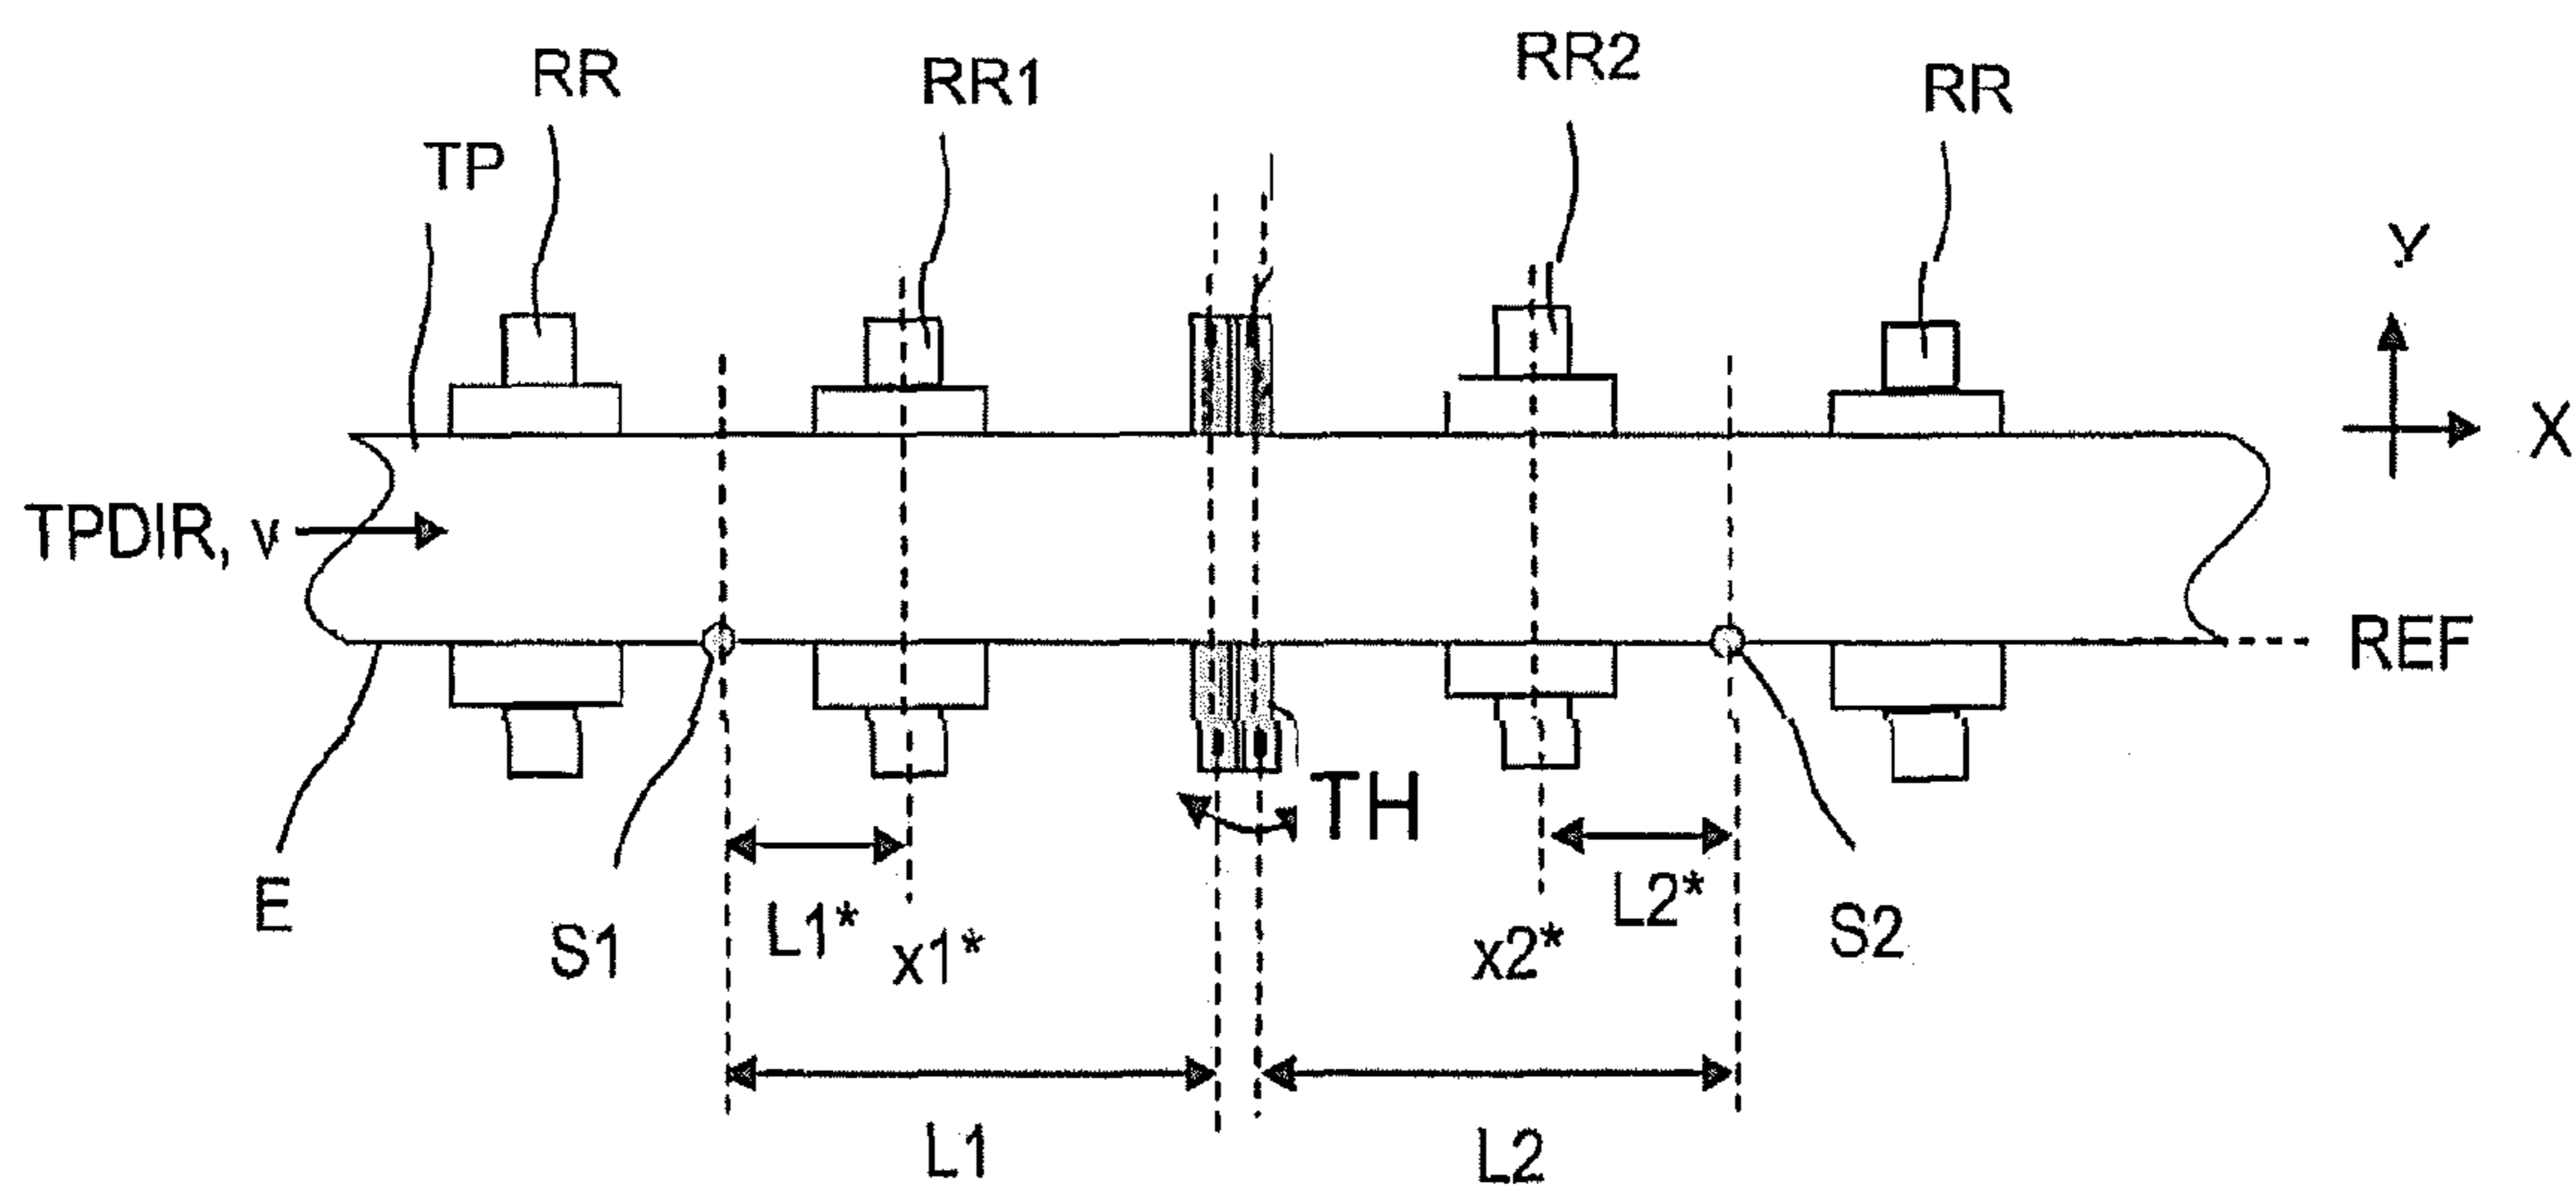 RR
RR1
RR2
RR
TP
Y
X
TPDIR, v
REF
TH
E
S1
L1*
x1*
x2*
L2*
S2
L1
L2